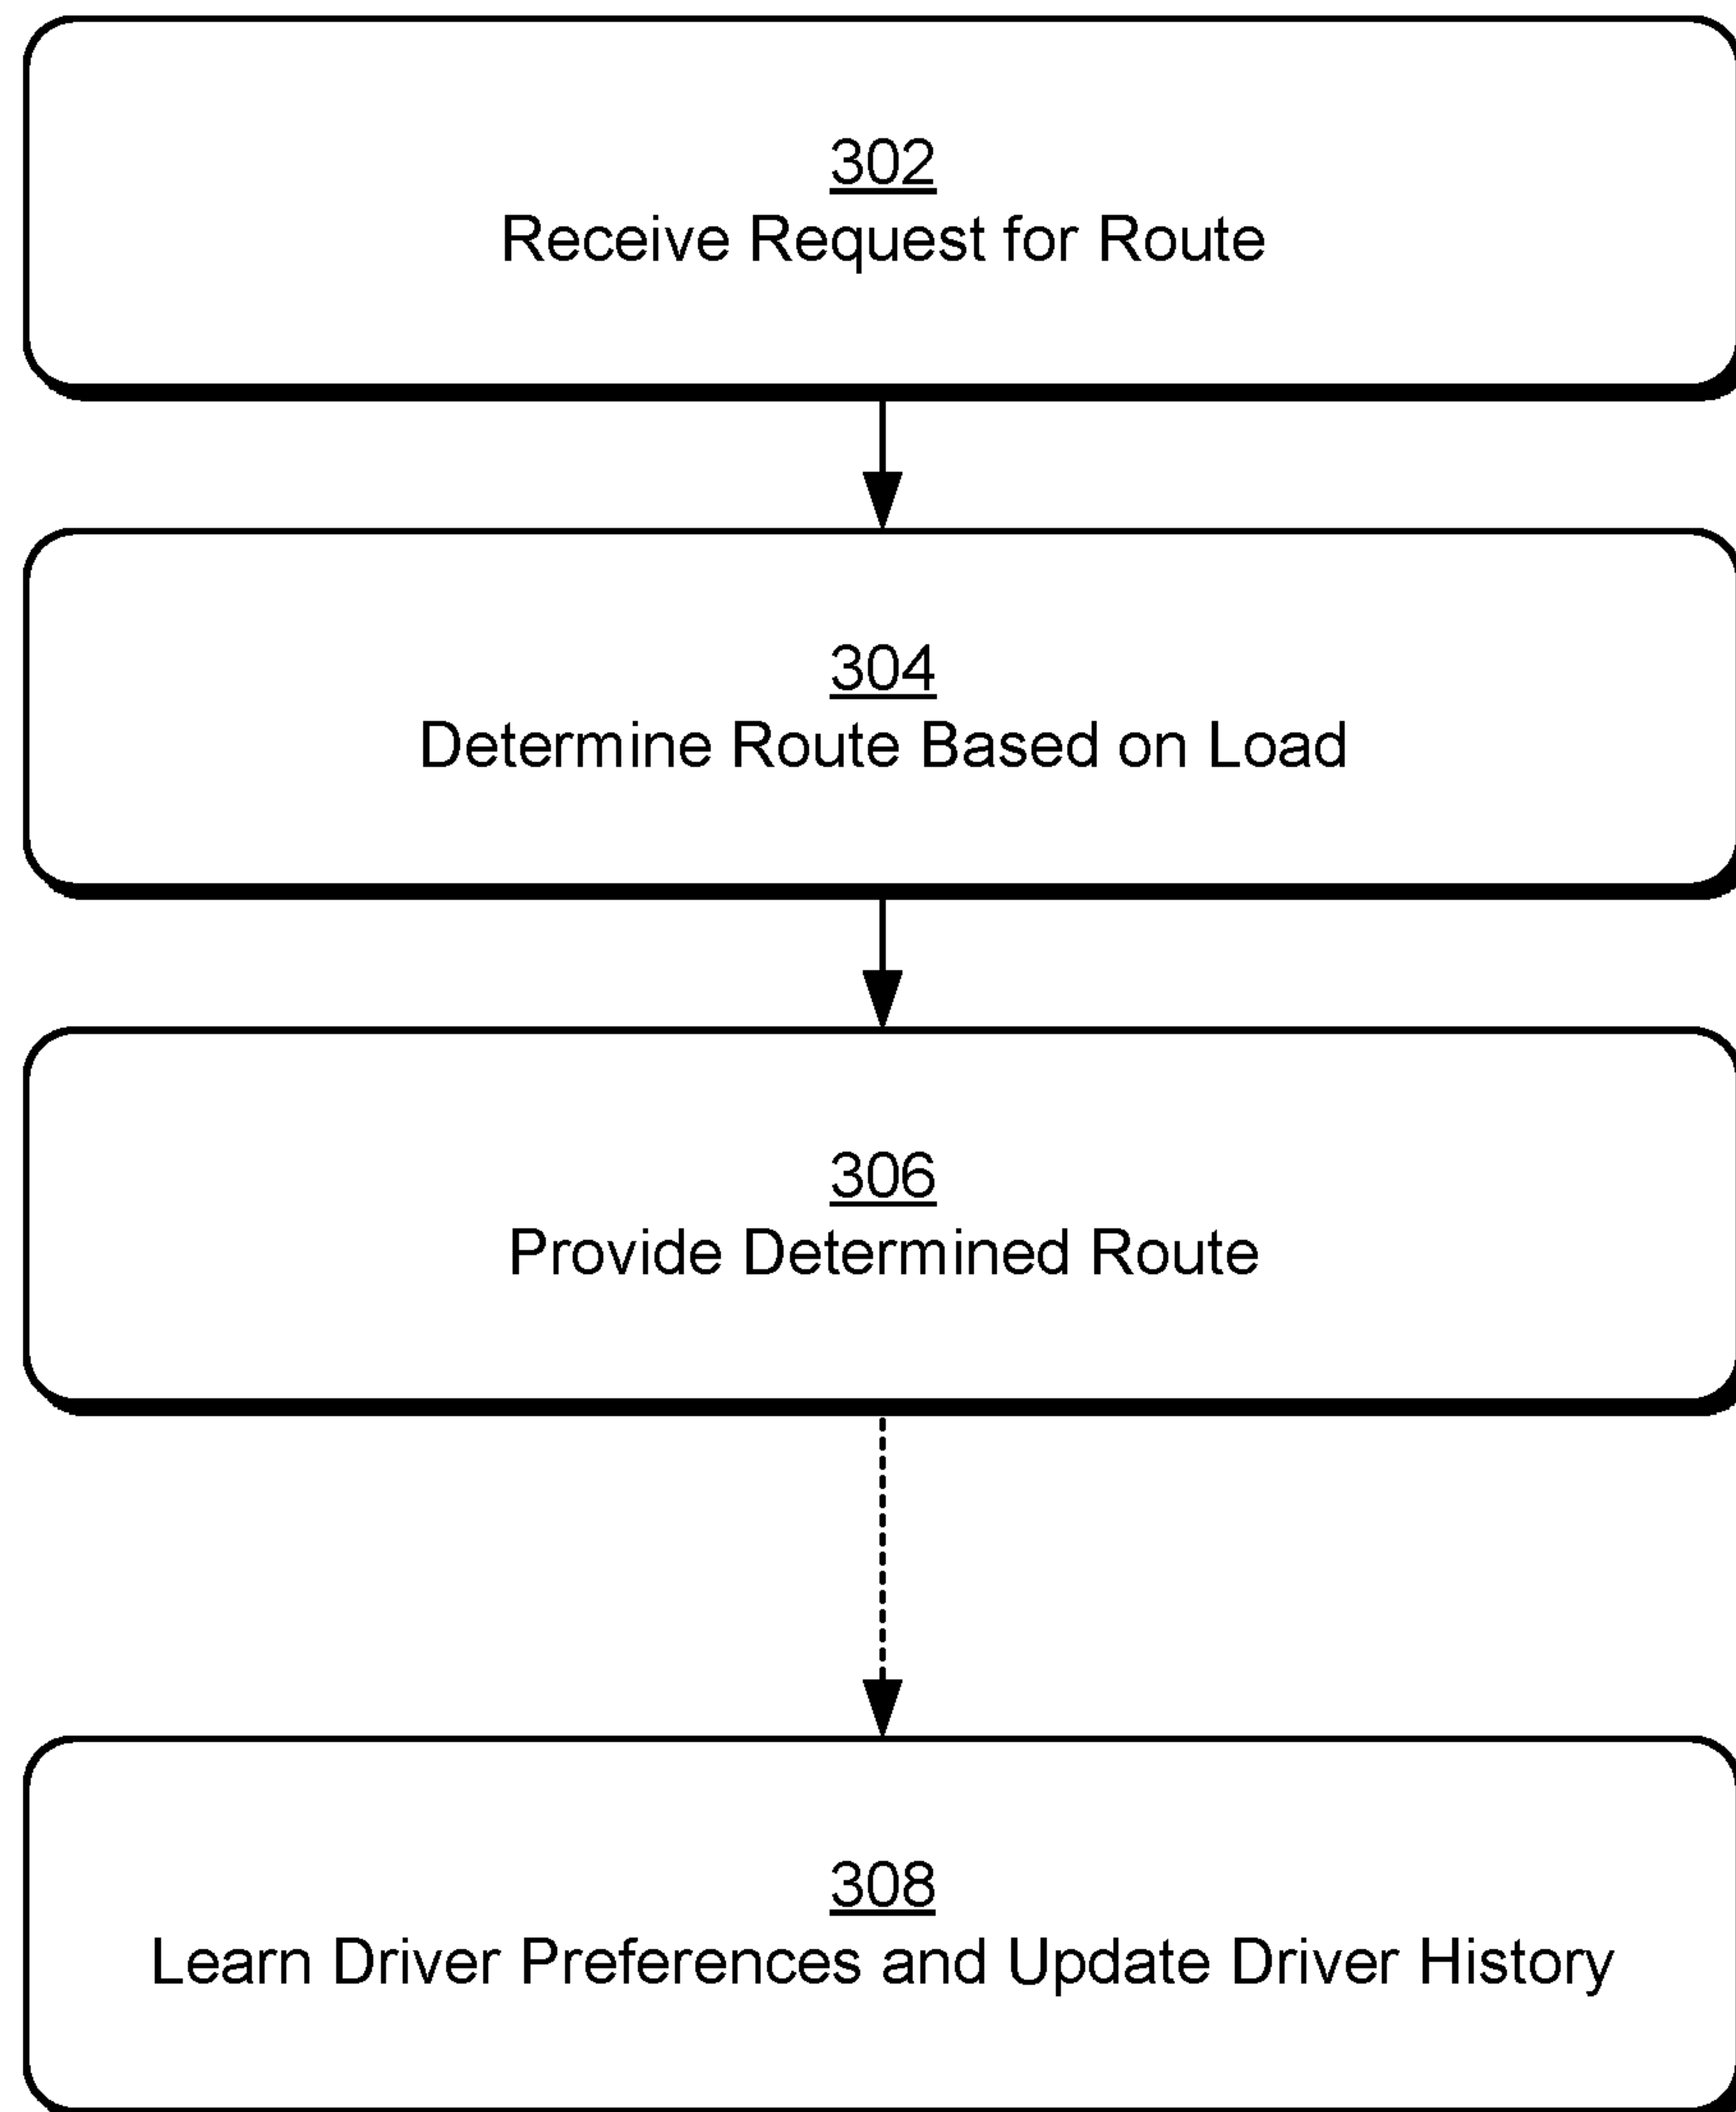 302
Receive Request for Route
304
Determine Route Based on Load
306
Provide Determined Route
308
Learn Driver Preferences and Update Driver History